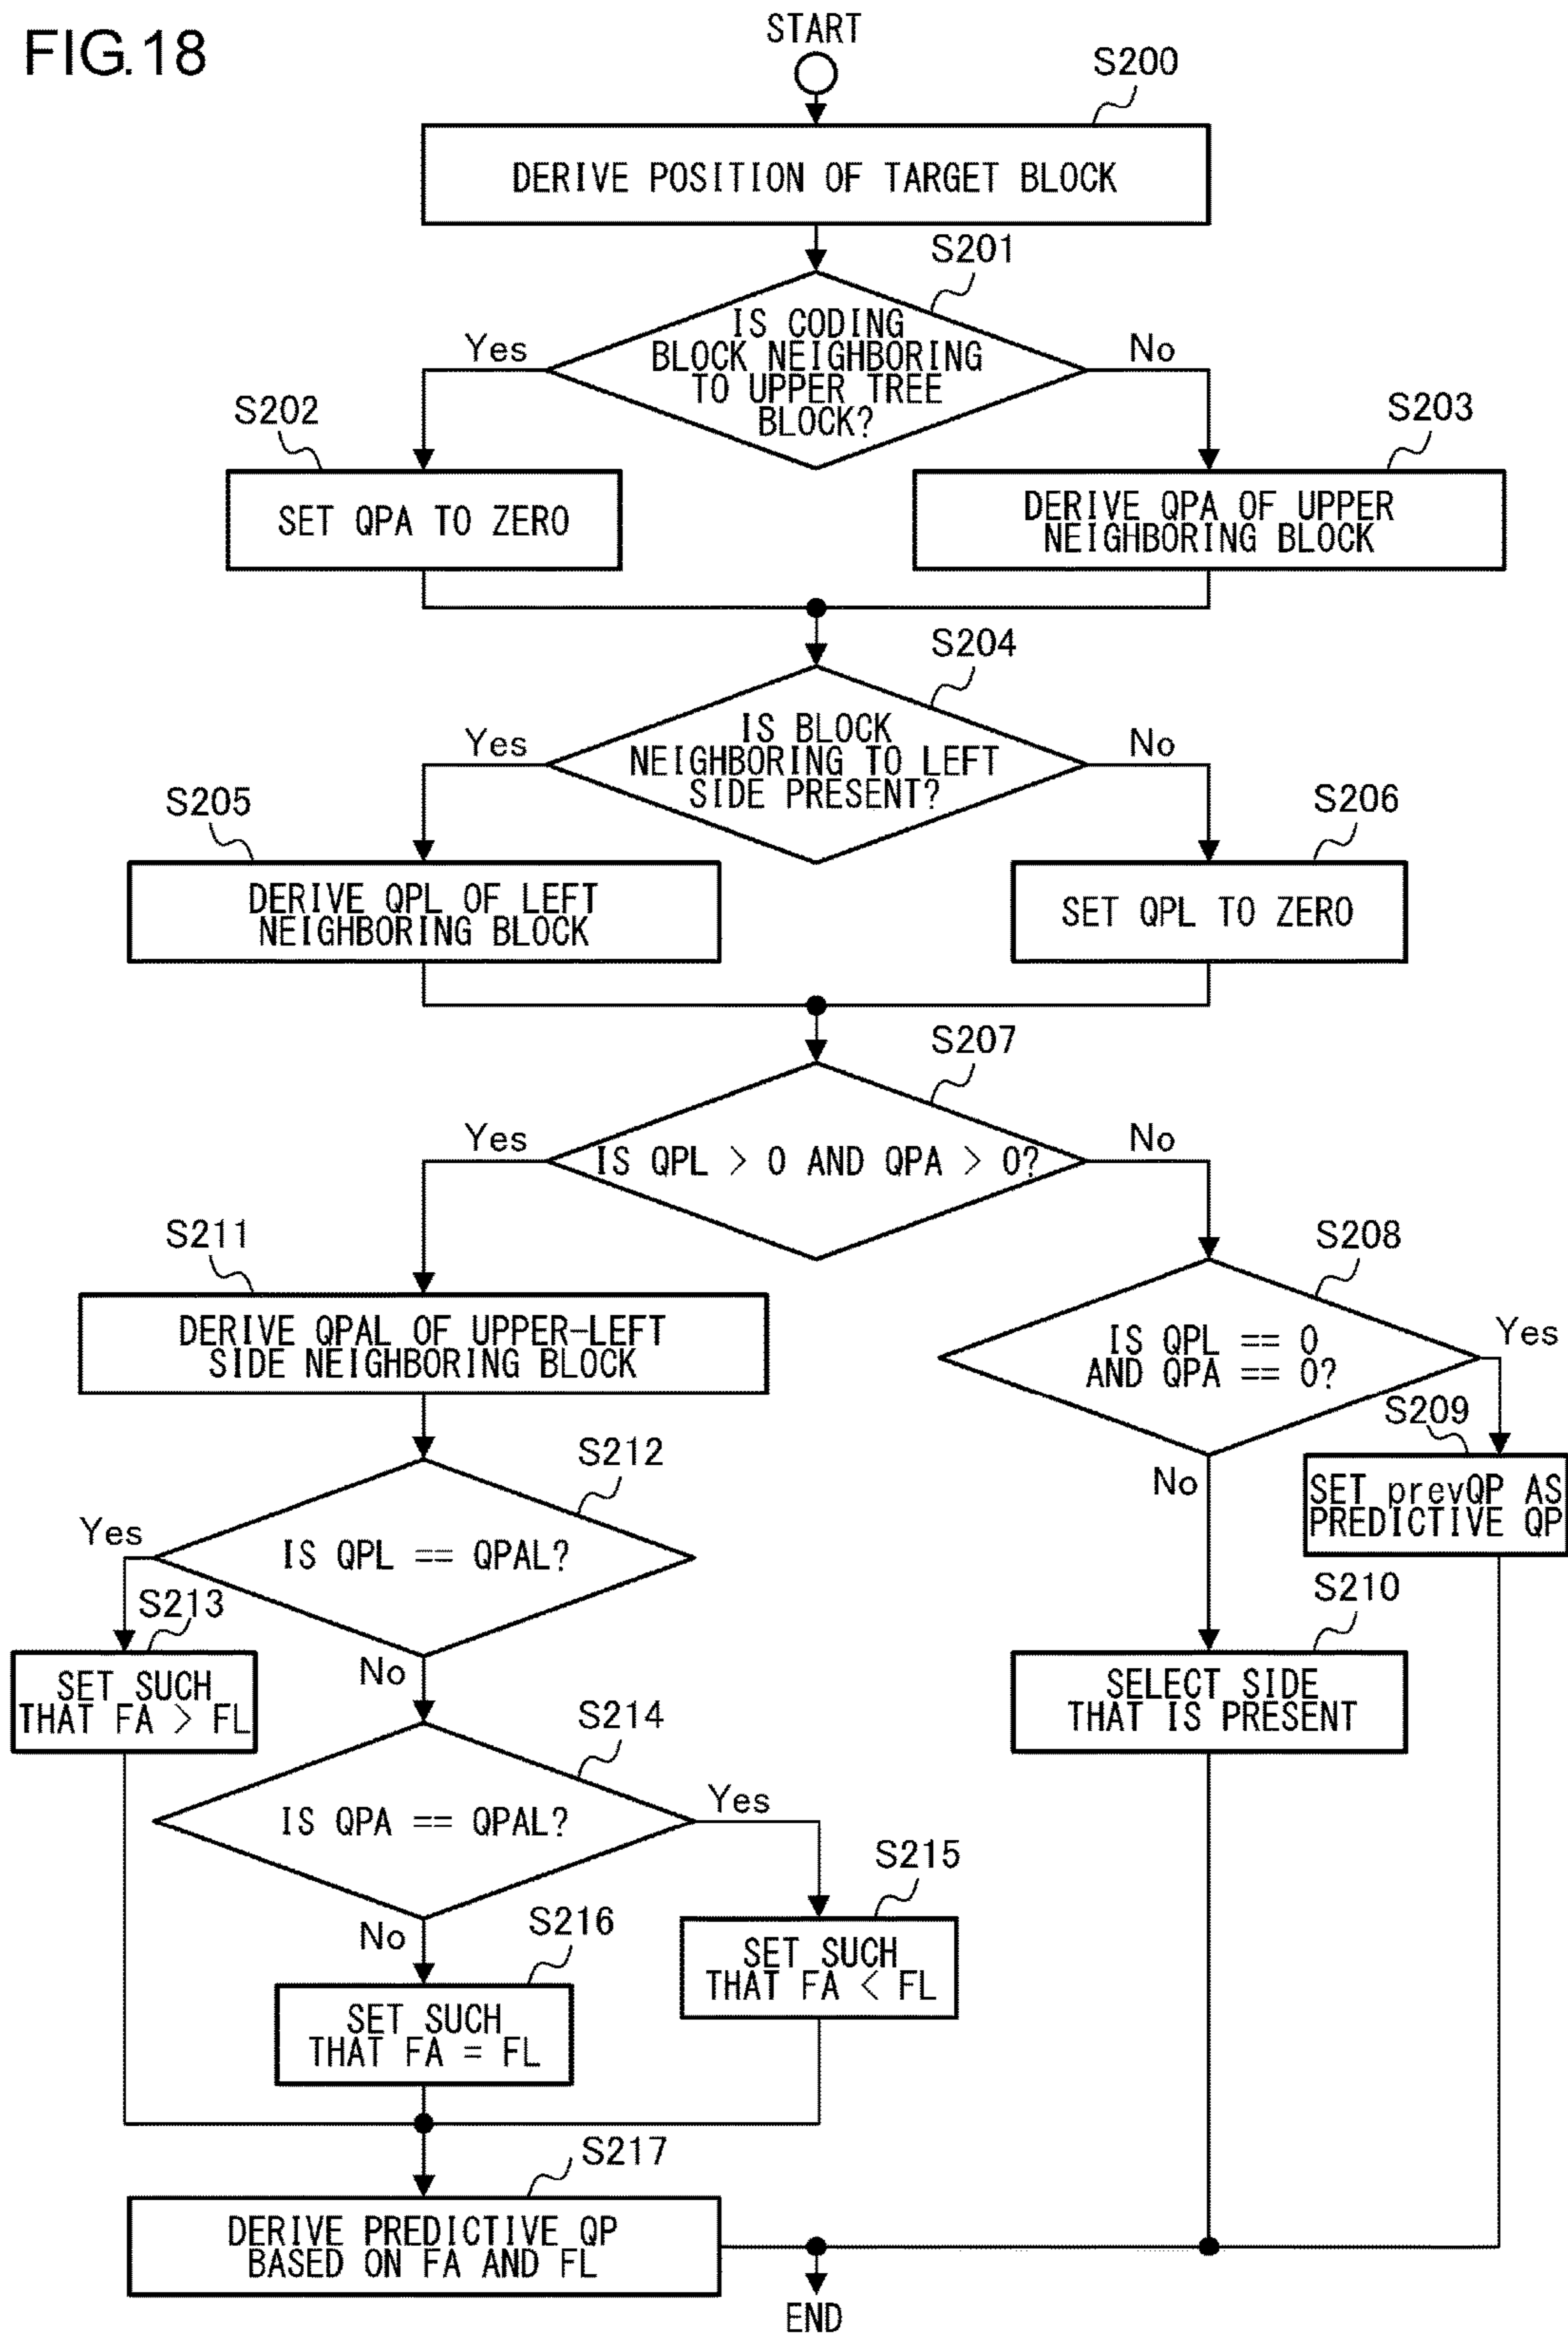 FIG.18
START
S200
DERIVE POSITION OF TARGET BLOCK
S201
IS CODING
BLOCK NEIGHBORING
TO UPPER TREE
BLOCK?
Yes
No
S202
SET QPA TO ZERO
S203
DERIVE QPA OF UPPER
NEIGHBORING BLOCK
S204
IS BLOCK
NEIGHBORING TO LEFT
SIDE PRESENT?
Yes
No
S205
DERIVE QPL OF LEFT
NEIGHBORING BLOCK
S206
SET QPL TO ZERO
S207
IS QPL > 0 AND QPA > 0?
Yes
No
S211
DERIVE QPAL OF UPPER-LEFT
SIDE NEIGHBORING BLOCK
S208
IS QPL == 0
AND QPA == 0?
Yes
S209
SET prevQP AS
PREDICTIVE QP
No
S210
SELECT SIDE
THAT IS PRESENT
S212
IS QPL == QPAL?
Yes
S213
SET SUCH
THAT FA > FL
No
S214
IS QPA == QPAL?
Yes
S215
SET SUCH
THAT FA < FL
No
S216
SET SUCH
THAT FA = FL
S217
DERIVE PREDICTIVE QP
BASED ON FA AND FL
END